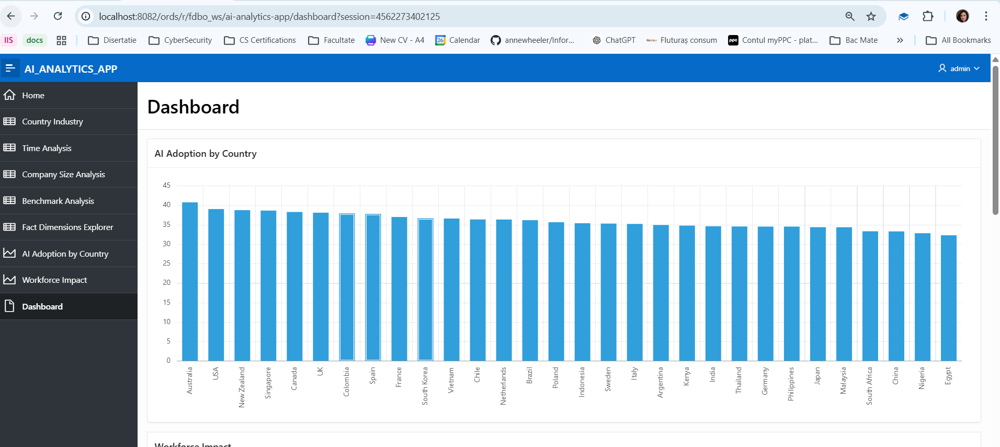 localhost:8082/ords/r/fdbo_ws/ai-analytics-app/dashboard?session=4562273402125
IIS docs Disertatie CyberSecurity CS Certifications Facultate New CV - A4 26 Calendar annewheeler/Infor... ChatGPT Fluturaș consum ppc Contul myPPC - plat... Bac Mate » All Bookmarks
AI_ANALYTICS_APP admin
Home
Country Industry
Time Analysis
Company Size Analysis
Benchmark Analysis
Fact Dimensions Explorer
AI Adoption by Country
Workforce Impact
Dashboard
Dashboard
AI Adoption by Country
45
40
35
30
25
20
15
10
5
0
Australia
USA
New Zealand
Singapore
Canada
UK
Colombia
Spain
France
South Korea
Vietnam
Chile
Netherlands
Brazil
Poland
Indonesia
Sweden
Italy
Argentina
Kenya
India
Thailand
Germany
Philippines
Japan
Malaysia
South Africa
China
Nigeria
Egypt
Workforce Impact